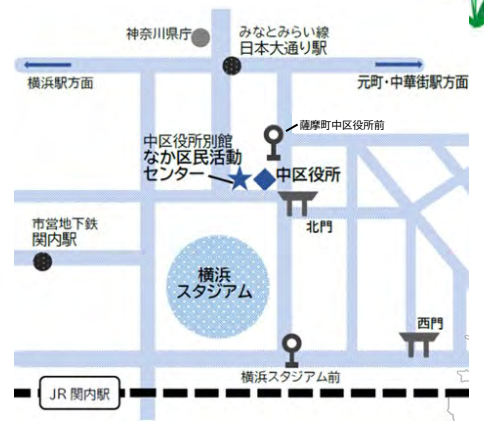 神奈川県庁
みなとみらい線
日本大通り駅
横浜駅方面
元町・中華街駅方面
薩摩町中区役所前
中区役所別館
なか区民活動
センター
中区役所
北門
市営地下鉄
関内駅
横浜
スタジアム
西門
横浜スタジアム前
JR 関内駅